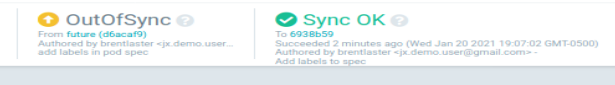 OutOfSync
From future (d6acaf9)
Authored by brentlaster <jx.demo.user...
add labels in pod spec
Sync OK
To 6938b59
Succeeded 2 minutes ago (Wed Jan 20 2021 19:07:02 GMT-0500)
Authored by brentlaster <jx.demo.user@gmail.com> -
Add labels to spec